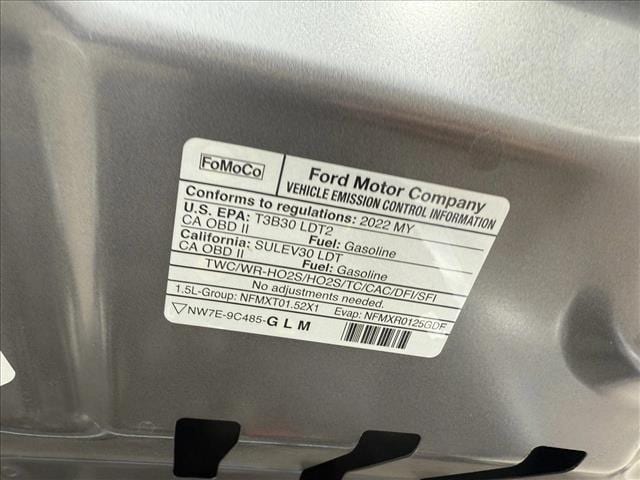 FoMoCo
Ford Motor Company
VEHICLE EMISSION CONTROL INFORMATION
Conforms to regulations: 2022 MY
U.S. EPA: T3B30 LDT2
CA OBD II Fuel: Gasoline
California: SULEV30 LDT
CA OBD II Fuel: Gasoline
TWC/WR-HO2S/HO2S/TC/CAC/DFI/SFI
No adjustments needed.
1.5L-Group: NFMXT01.52X1 Evap: NFMXR0125GDF
NW7E-9C485-GLM